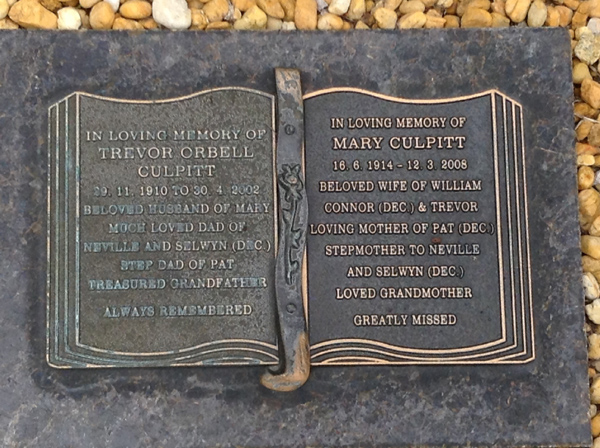 IN LOVING MEMORY OF
TREVOR ORBELL
CULPITT
29. 11. 1910 TO 30. 4. 2002
BELOVED HUSBAND OF MARY
MUCH LOVED DAD OF
NEVILLE AND SELWYN (DEC.)
STEP DAD OF PAT
TREASURED GRANDFATHER
ALWAYS REMEMBERED
IN LOVING MEMORY OF
MARY CULPITT
16. 6. 1914 - 12. 3. 2008
BELOVED WIFE OF WILLIAM
CONNOR (DEC.) & TREVOR
LOVING MOTHER OF PAT (DEC.)
STEPMOTHER TO NEVILLE
AND SELWYN (DEC.)
LOVED GRANDMOTHER
GREATLY MISSED